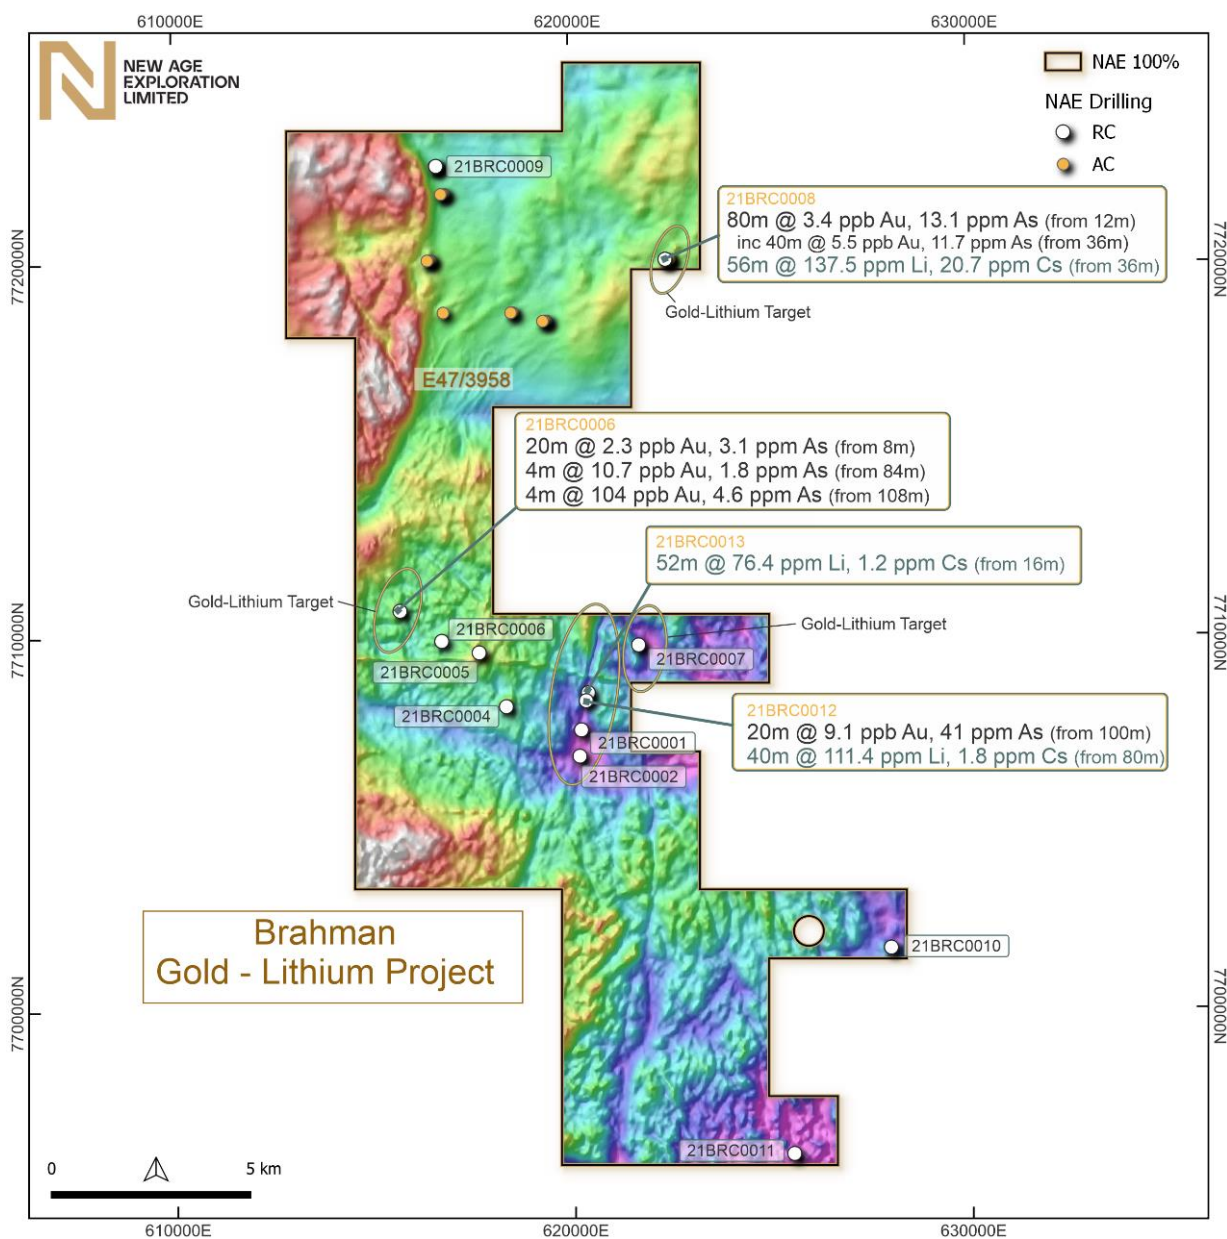 610000E
620000E
630000E
NEW AGE
EXPLORATION
LIMITED
NAE 100%
NAE Drilling
RC
AC
21BRC0009
21BRC0008
80m @ 3.4 ppb Au, 13.1 ppm As (from 12m)
inc 40m @ 5.5 ppb Au, 11.7 ppm As (from 36m)
56m @ 137.5 ppm Li, 20.7 ppm Cs (from 36m)
7720000N
7720000N
Gold-Lithium Target
E47/3958
21BRC0006
20m @ 2.3 ppb Au, 3.1 ppm As (from 8m)
4m @ 10.7 ppb Au, 1.8 ppm As (from 84m)
4m @ 104 ppb Au, 4.6 ppm As (from 108m)
21BRC0013
52m @ 76.4 ppm Li, 1.2 ppm Cs (from 16m)
Gold-Lithium Target
7710000N
21BRC0006
Gold-Lithium Target
7710000N
21BRC0005
21BRC0007
21BRC0004
21BRC0012
20m @ 9.1 ppb Au, 41 ppm As (from 100m)
40m @ 111.4 ppm Li, 1.8 ppm Cs (from 80m)
21BRC0001
21BRC0002
Brahman
Gold - Lithium Project
21BRC0010
7700000N
7700000N
21BRC0011
0 5 km
610000E
620000E
630000E